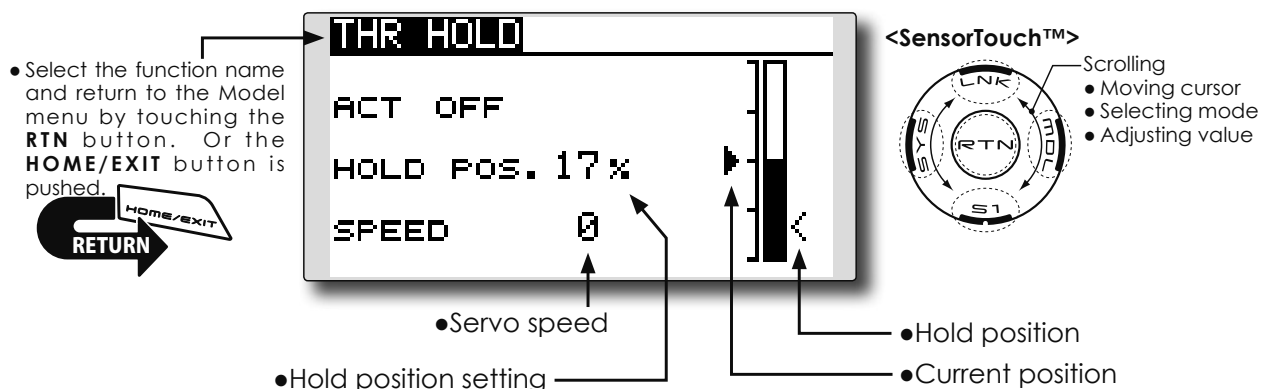 ● Select the function name
and return to the Model
menu by touching the
RTN button. Or the
HOME/EXIT button is
pushed.
HOME/EXIT
RETURN
THR HOLD
ACT OFF
HOLD POS. 17%
SPEED 0
<
<SensorTouch™>
LNK
SYS
RTN
MDL
S1
Scrolling
● Moving cursor
● Selecting mode
● Adjusting value
●Servo speed
●Hold position
●Hold position setting
●Current position